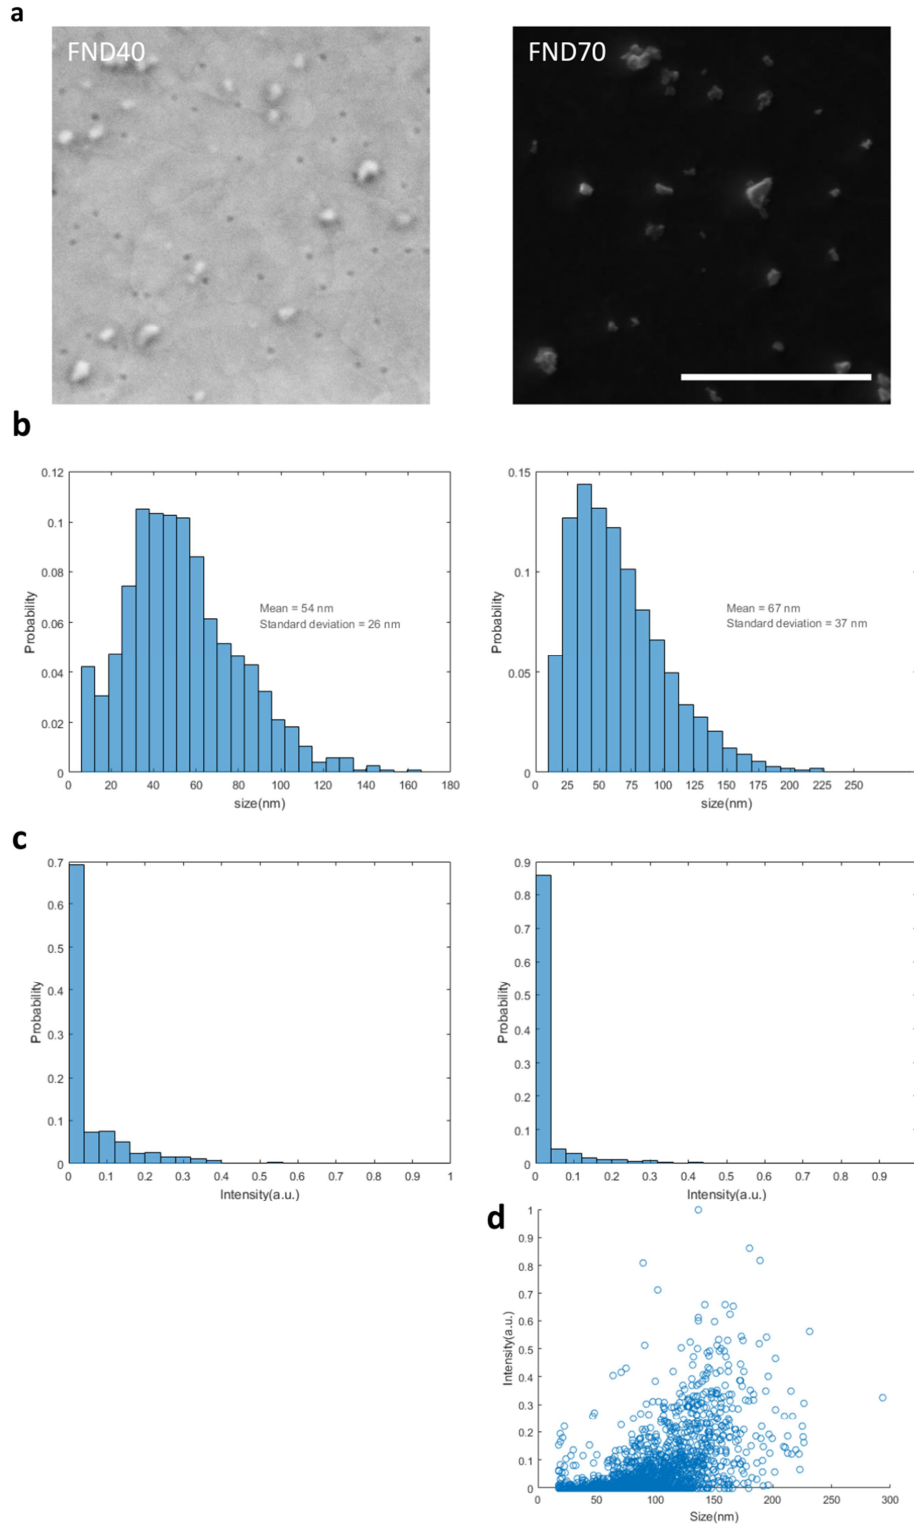 a
FND40
FND70
b
0.12
0.1
0.08
0.06
0.04
0.02
0
Probability
Mean = 54 nm
Standard deviation = 26 nm
0 20 40 60 80 100 120 140 160 180
size(nm)
0.15
0.1
0.05
0
Probability
Mean = 67 nm
Standard deviation = 37 nm
0 25 50 75 100 125 150 175 200 225 250
size(nm)
c
0.7
0.6
0.5
0.4
0.3
0.2
0.1
0
Probability
0 0.1 0.2 0.3 0.4 0.5 0.6 0.7 0.8 0.9 1
Intensity(a.u.)
0.9
0.8
0.7
0.6
0.5
0.4
0.3
0.2
0.1
0
Probability
0 0.1 0.2 0.3 0.4 0.5 0.6 0.7 0.8 0.9
Intensity(a.u.)
d
1
0.9
0.8
0.7
0.6
0.5
0.4
0.3
0.2
0.1
0
Intensity(a.u.)
0 50 100 150 200 250 300
Size(nm)